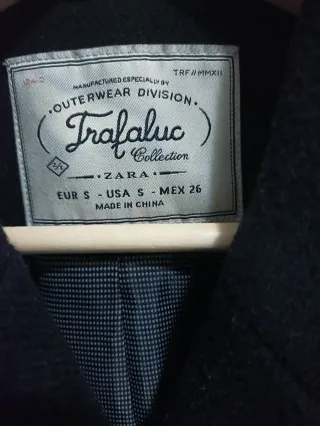 TRF//MMXII
MANUFACTURED ESPECIALLY BY
·OUTERWEAR DIVISION·
Trafaluc
Collection
·ZARA·
EUR S - USA S - MEX 26
MADE IN CHINA